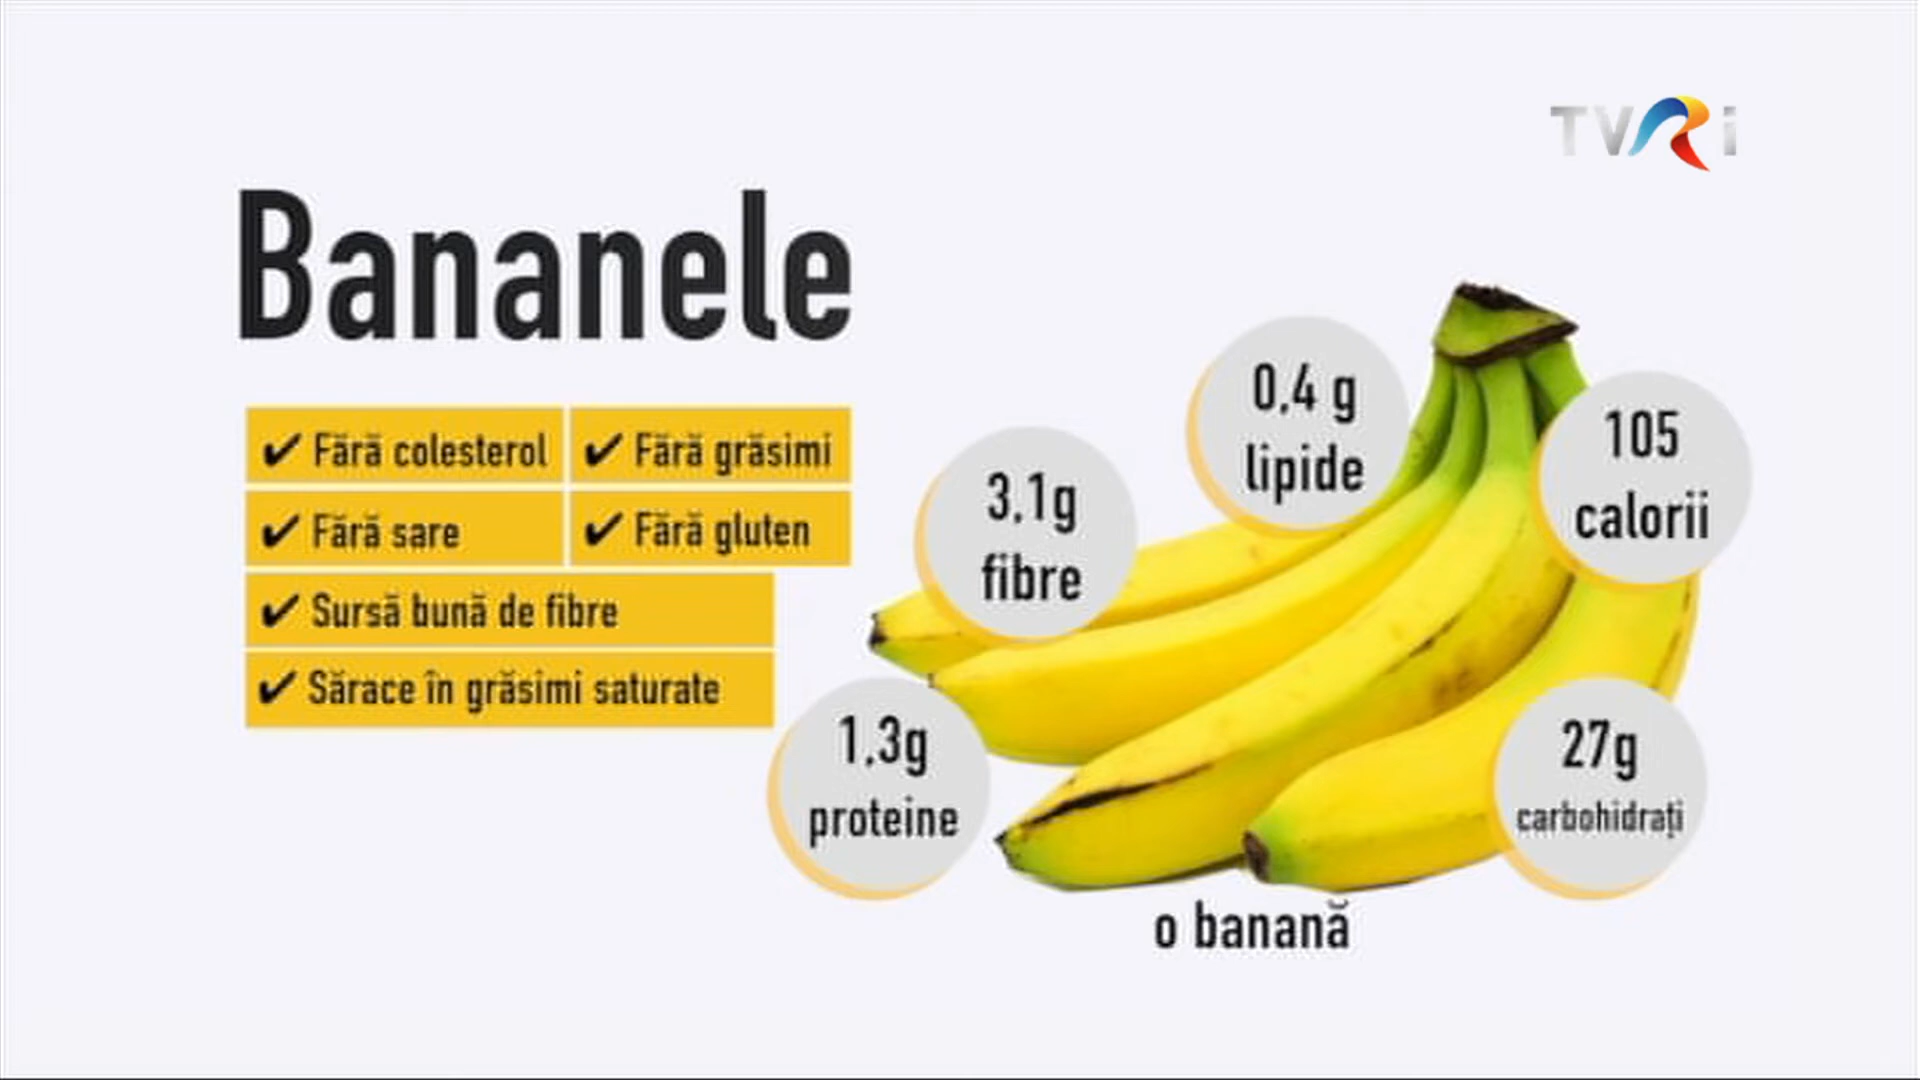 TVRi
Bananele
✔ Fără colesterol
✔ Fără grăsimi
✔ Fără sare
✔ Fără gluten
✔ Sursă bună de fibre
✔ Sărace în grăsimi saturate
0,4 g
lipide
105
calorii
3,1g
fibre
1,3g
proteine
27g
carbohidrați
o banană